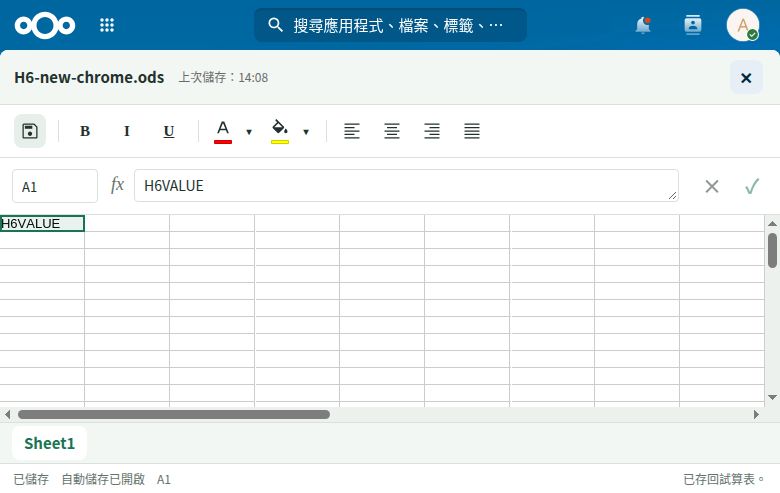 搜尋應用程式、檔案、標籤、…
A
H6-new-chrome.ods 上次儲存：14:08
B I U A
A1 fx H6VALUE
H6VALUE
Sheet1
已儲存 自動儲存已開啟 A1 已存回試算表。